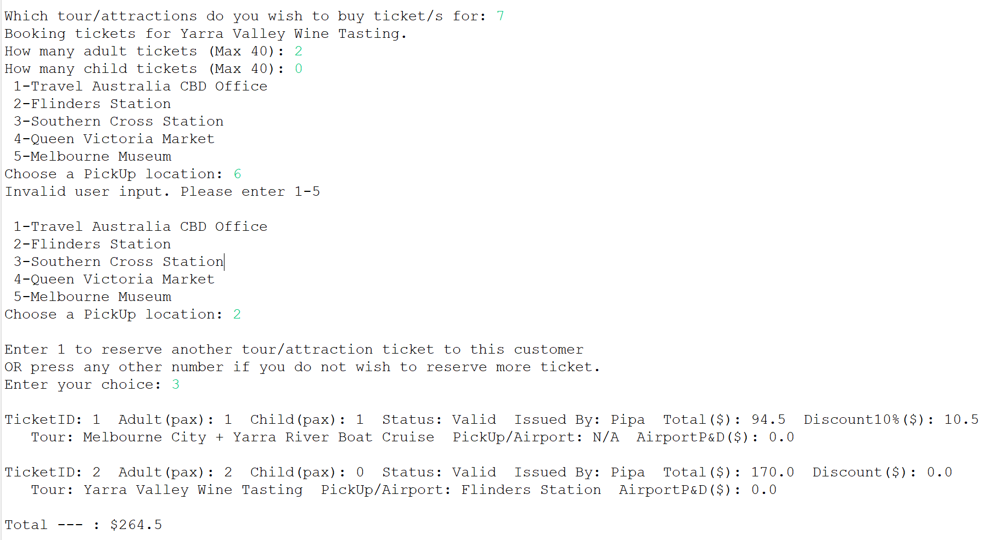 Which tour/attractions do you wish to buy ticket/s for: 7
Booking tickets for Yarra Valley Wine Tasting.
How many adult tickets (Max 40): 2
How many child tickets (Max 40): 0
1-Travel Australia CBD Office
2-Flinders Station
3-Southern Cross Station
4-Queen Victoria Market
5-Melbourne Museum
Choose a PickUp location: 6
Invalid user input. Please enter 1-5
1-Travel Australia CBD Office
2-Flinders Station
3-Southern Cross Station
4-Queen Victoria Market
5-Melbourne Museum
Choose a PickUp location: 2
Enter 1 to reserve another tour/attraction ticket to this customer
OR press any other number if you do not wish to reserve more ticket.
Enter your choice: 3
TicketID: 1  Adult(pax): 1  Child(pax): 1  Status: Valid  Issued By: Pipa  Total($): 94.5  Discount10%($): 10.5
Tour: Melbourne City + Yarra River Boat Cruise  PickUp/Airport: N/A  AirportP&D($): 0.0
TicketID: 2  Adult(pax): 2  Child(pax): 0  Status: Valid  Issued By: Pipa  Total($): 170.0  Discount($): 0.0
Tour: Yarra Valley Wine Tasting  PickUp/Airport: Flinders Station  AirportP&D($): 0.0
Total --- : $264.5